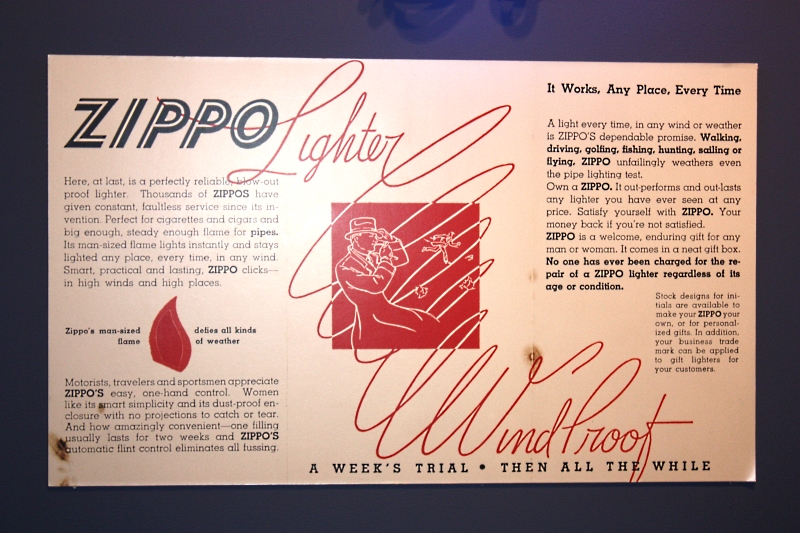 ZIPPO Lighter
Here, at last, is a perfectly reliable, blow-out
proof lighter. Thousands of ZIPPOS have
given constant, faultless service since its in-
vention. Perfect for cigarettes and cigars and
big enough, steady enough flame for pipes.
Its man-sized flame lights instantly and stays
lighted any place, every time, in any wind.
Smart, practical and lasting, ZIPPO clicks—
in high winds and high places.
Zippo's man-sized
flame
defies all kinds
of weather
Motorists, travelers and sportsmen appreciate
ZIPPO'S easy, one-hand control. Women
like its smart simplicity and its dust-proof en-
closure with no projections to catch or tear.
And how amazingly convenient—one filling
usually lasts for two weeks and ZIPPO'S
automatic flint control eliminates all fussing.
WindProof
A WEEK'S TRIAL • THEN ALL THE WHILE
It Works, Any Place, Every Time
A light every time, in any wind or weather
is ZIPPO'S dependable promise. Walking,
driving, golfing, fishing, hunting, sailing or
flying, ZIPPO unfailingly weathers even
the pipe lighting test.
Own a ZIPPO. It out-performs and out-lasts
any lighter you have ever seen at any
price. Satisfy yourself with ZIPPO. Your
money back if you're not satisfied.
ZIPPO is a welcome, enduring gift for any
man or woman. It comes in a neat gift box.
No one has ever been charged for the re-
pair of a ZIPPO lighter regardless of its
age or condition.
Stock designs for ini-
tials are available to
make your ZIPPO your
own, or for personal-
ized gifts. In addition,
your business trade
mark can be applied
to gift lighters for
your customers.